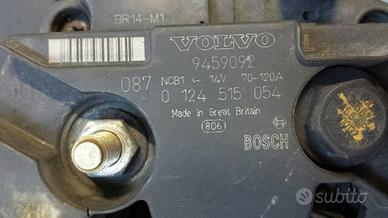 BR14-M1
VOLVO
L
9459092
087 NCB1 ← 14V 70-120A
0 124 515 054
Made in Great Britain
806
BOSCH
subito